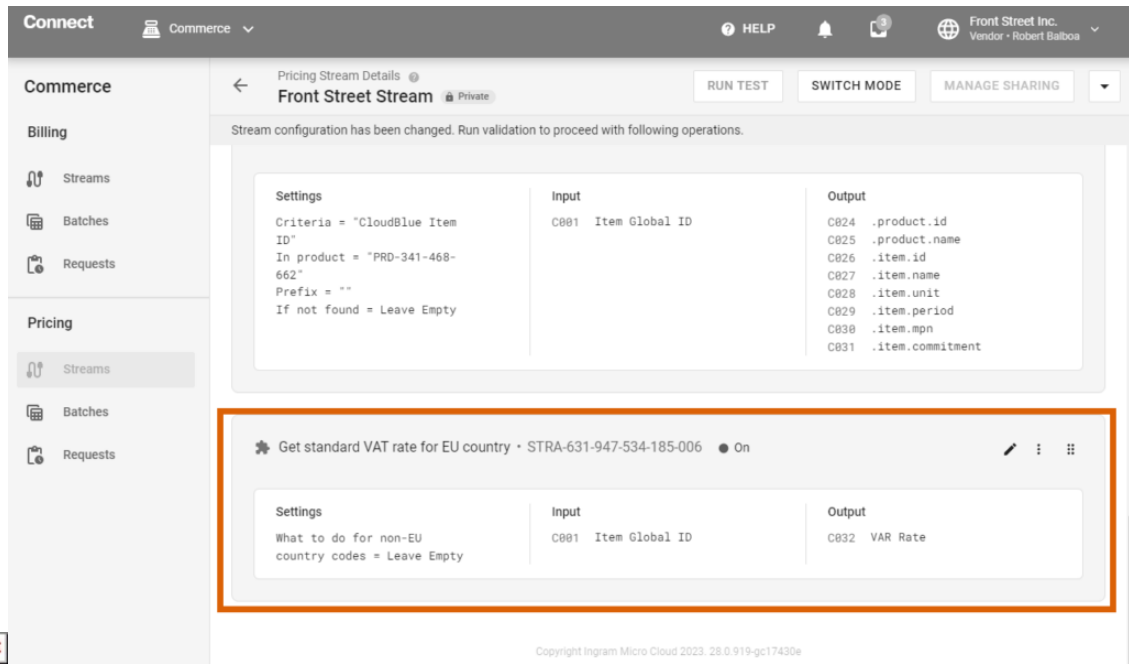 Connect
Commerce
HELP
3
Front Street Inc.
Vendor • Robert Balboa
Commerce
Billing
Streams
Batches
Requests
Pricing
Streams
Batches
Requests
Pricing Stream Details
Front Street Stream Private
RUN TEST
SWITCH MODE
MANAGE SHARING
Stream configuration has been changed. Run validation to proceed with following operations.
Settings
Criteria = "CloudBlue Item
ID"
In product = "PRD-341-468-
662"
Prefix = ""
If not found = Leave Empty
Input
C001 Item Global ID
Output
C024 .product.id
C025 .product.name
C026 .item.id
C027 .item.name
C028 .item.unit
C029 .item.period
C030 .item.mpn
C031 .item.commitment
Get standard VAT rate for EU country • STRA-631-947-534-185-006 On
Settings
What to do for non-EU
country codes = Leave Empty
Input
C001 Item Global ID
Output
C032 VAR Rate
Copyright Ingram Micro Cloud 2023. 28.0.919-gc17430e